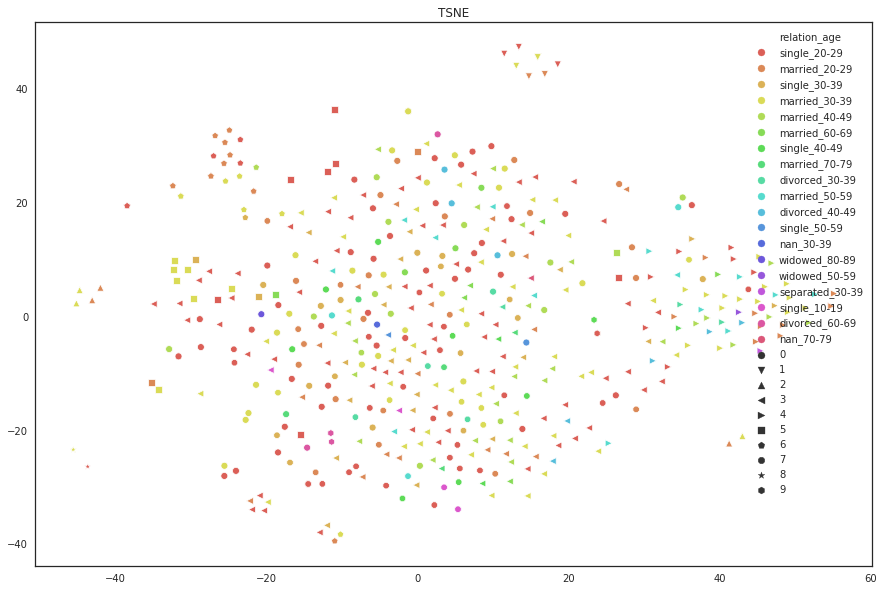 TSNE
relation_age
single_20-29
married_20-29
single_30-39
married_30-39
married_40-49
married_60-69
single_40-49
married_70-79
divorced_30-39
married_50-59
divorced_40-49
single_50-59
nan_30-39
widowed_80-89
widowed_50-59
separated_30-39
single_10-19
divorced_60-69
nan_70-79
0
1
2
3
4
5
6
7
8
9
40
20
0
−20
−40
−40
−20
0
20
40
60